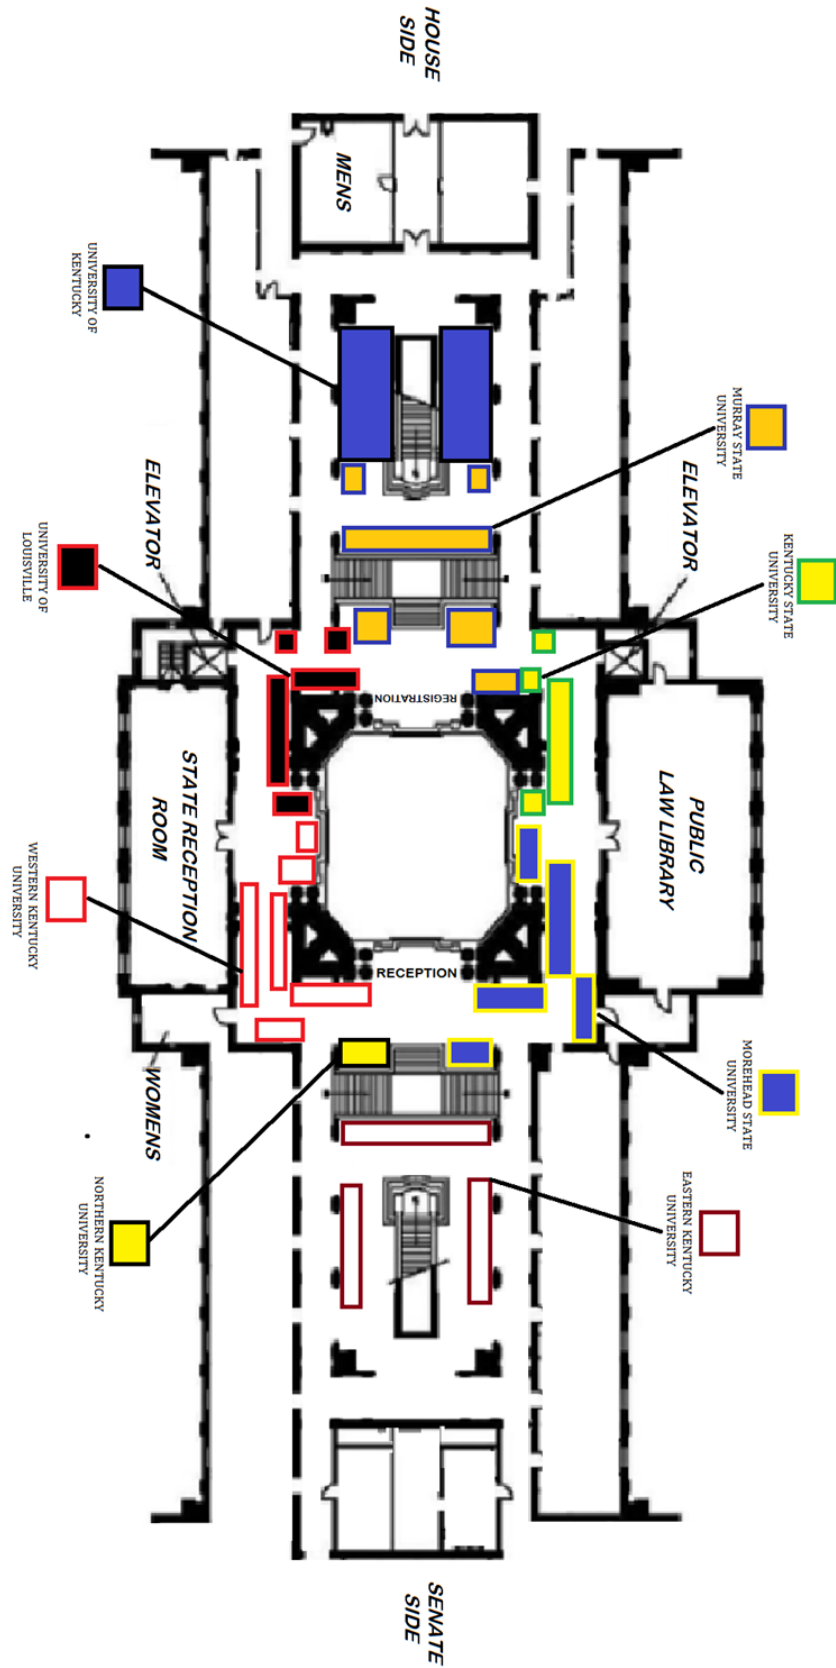 HOUSE
SIDE
MENS
UNIVERSITY OF
KENTUCKY
MURRAY STATE
UNIVERSITY
ELEVATOR
ELEVATOR
UNIVERSITY OF
LOUISVILLE
KENTUCKY STATE
UNIVERSITY
REGISTRATION
STATE RECEPTION
ROOM
PUBLIC
LAW LIBRARY
WESTERN KENTUCKY
UNIVERSITY
RECEPTION
WOMENS
MOREHEAD STATE
UNIVERSITY
NORTHERN KENTUCKY
UNIVERSITY
EASTERN KENTUCKY
UNIVERSITY
SENATE
SIDE